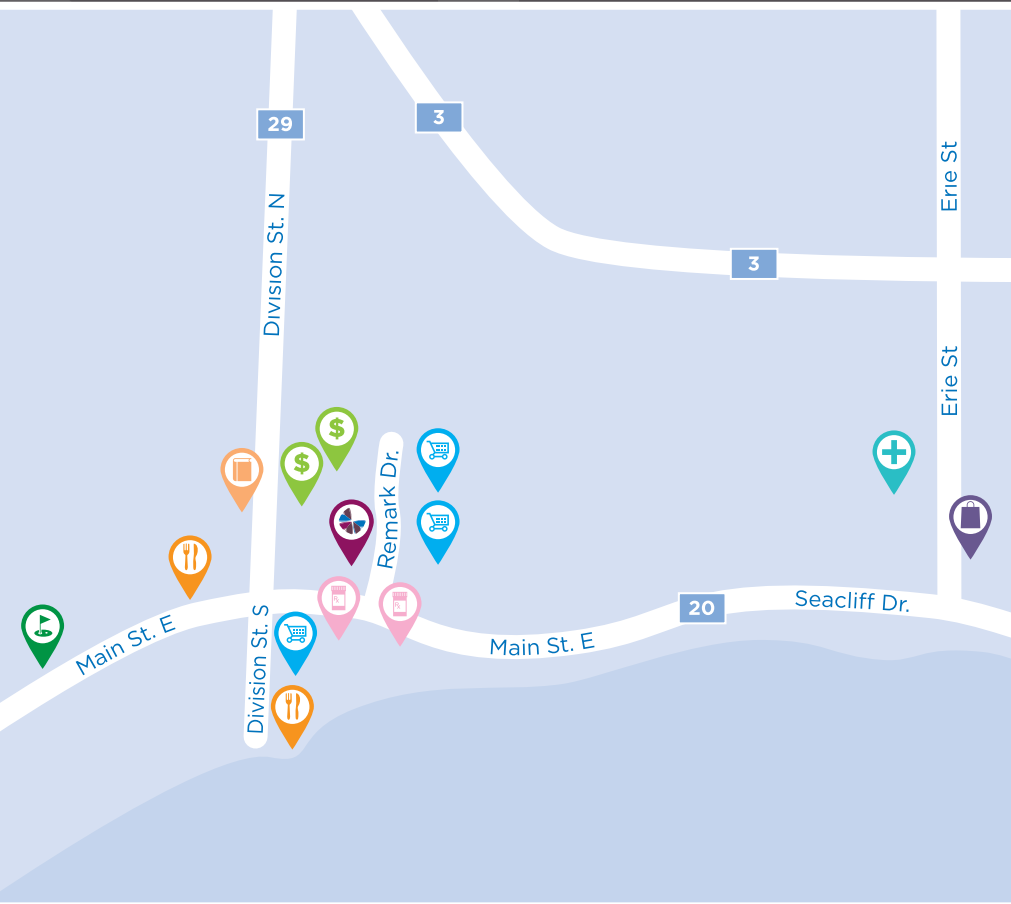 29
3
Erie St
Division St. N
3
Erie St
$
$
Remark Dr.
Main St. E
Division St. S
Main St. E
20
Seacliff Dr.